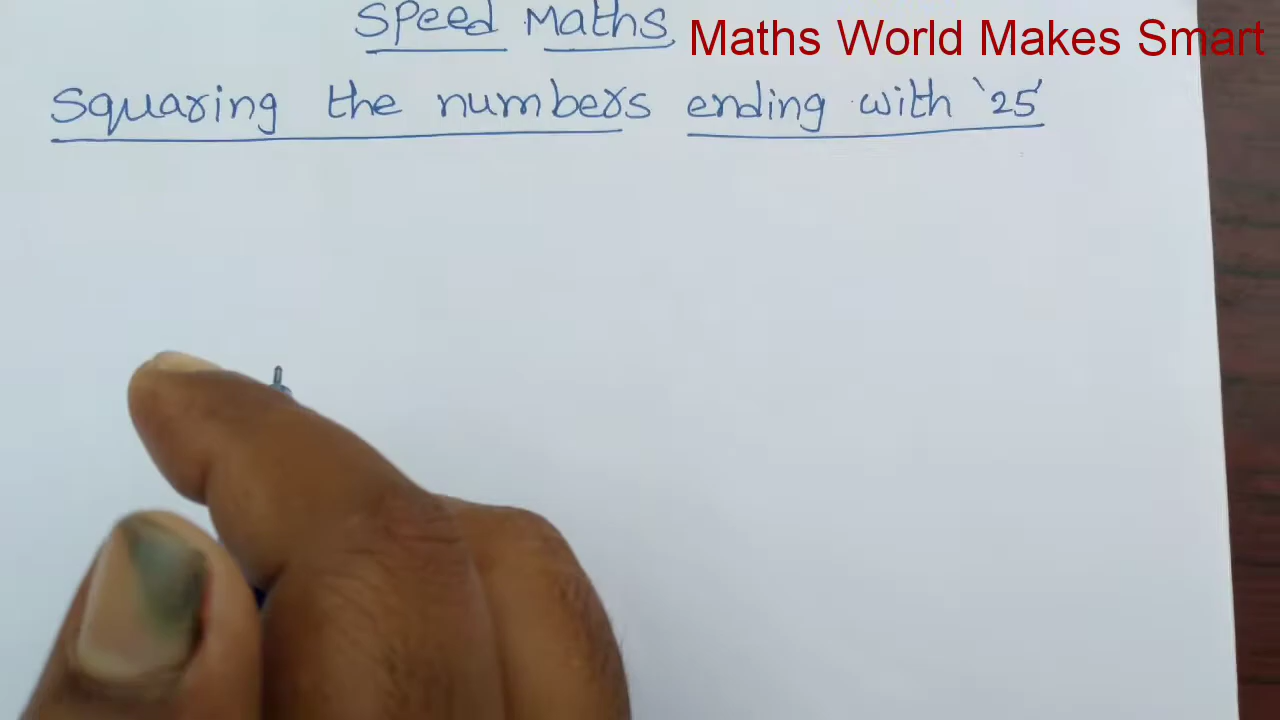 Speed Maths
Maths World Makes Smart
Squaring the numbers ending with '25'